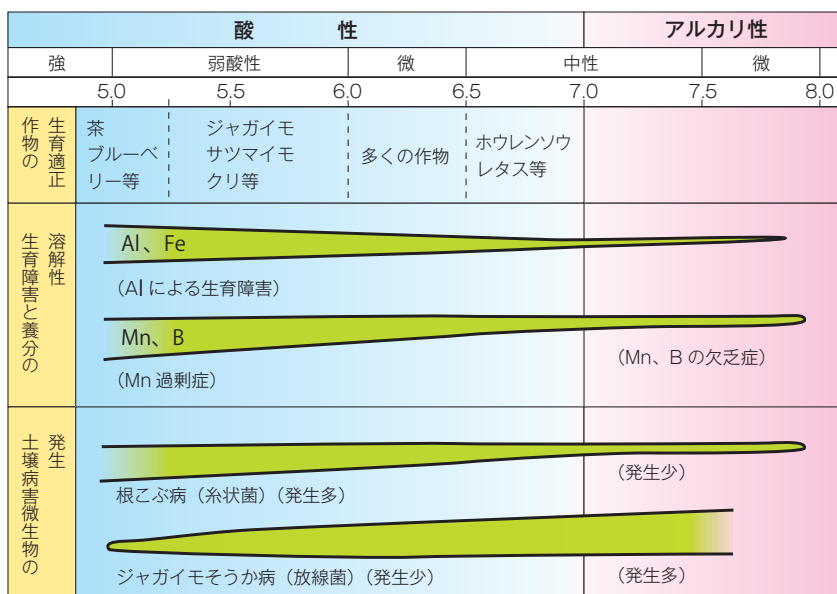 酸 性 アルカリ性
強 弱酸性 微 中性 微
5.0 5.5 6.0 6.5 7.0 7.5 8.0
作物の
生育適正
茶
ブルーベ
リー等
ジャガイモ
サツマイモ
クリ等
多くの作物
ホウレンソウ
レタス等
生育障害と養分の
溶解性
Al、Fe
（Alによる生育障害）
Mn、B
（Mn過剰症）
（Mn、Bの欠乏症）
土壌病害微生物の
発生
根こぶ病（糸状菌）（発生多）
（発生少）
ジャガイモそうか病（放線菌）（発生少）
（発生多）